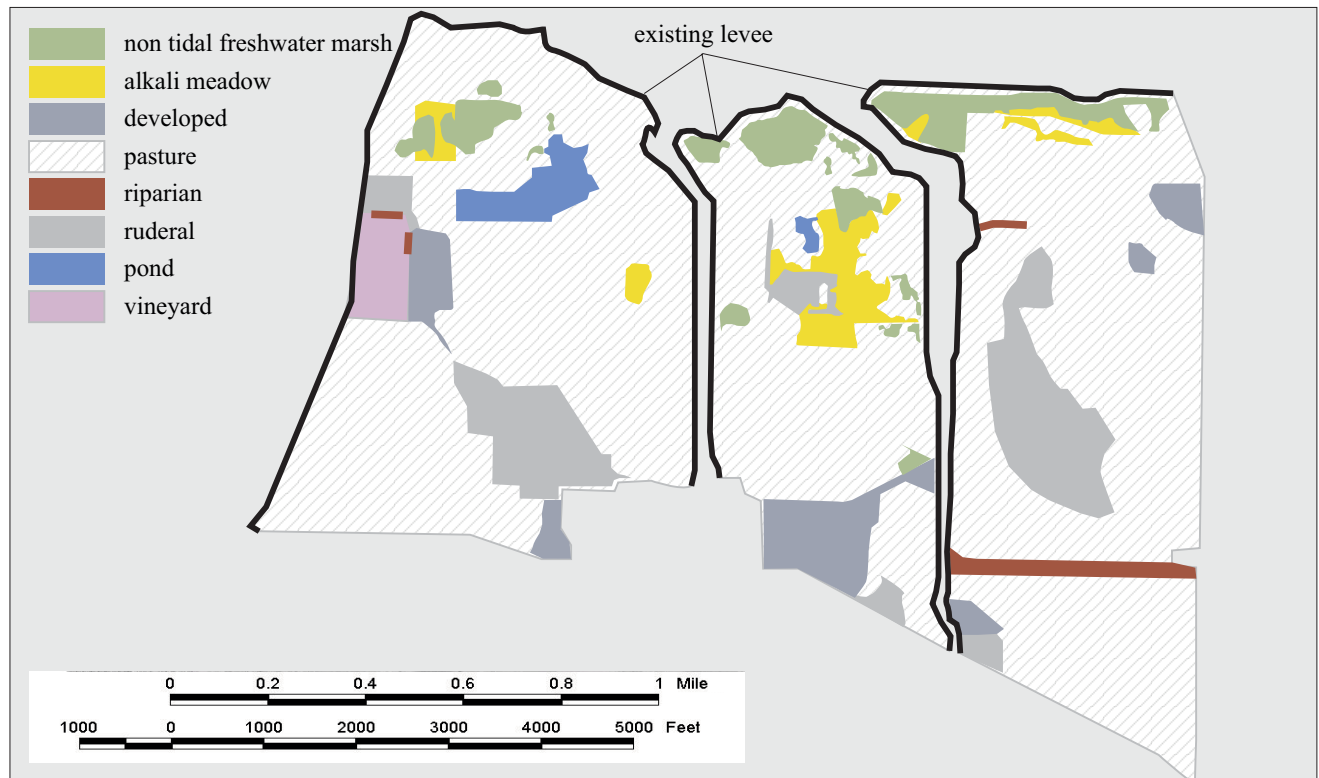 existing levee
non tidal freshwater marsh
alkali meadow
developed
pasture
riparian
ruderal
pond
vineyard
0 0.2 0.4 0.6 0.8 1 Mile
1000 0 1000 2000 3000 4000 5000 Feet